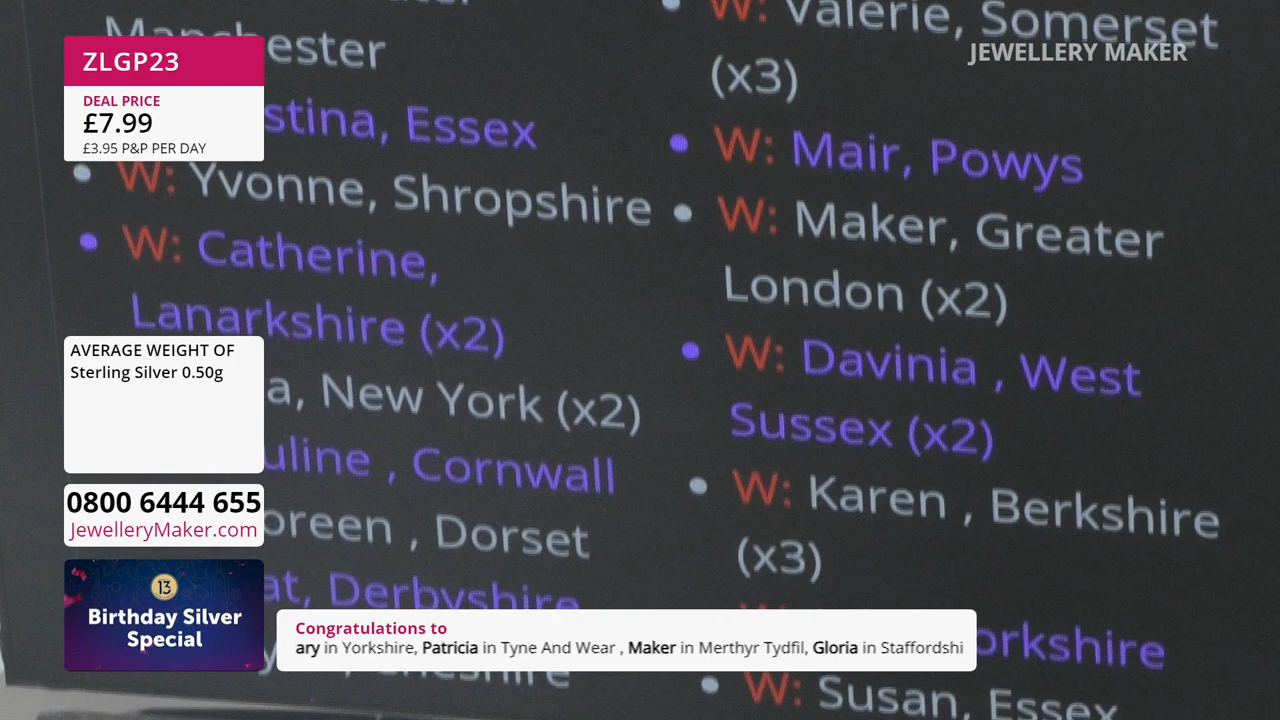 ZLGP23
DEAL PRICE
£7.99
£3.95 P&P PER DAY
AVERAGE WEIGHT OF
Sterling Silver 0.50g
0800 6444 655
JewelleryMaker.com
13
Birthday Silver
Special
Manchester
stina, Essex
W: Yvonne, Shropshire
W: Catherine,
Lanarkshire (x2)
a, New York (x2)
uline , Cornwall
oreen , Dorset
at, Derbyshire
Cheshire
JEWELLERY MAKER
W: Valerie, Somerset
(x3)
W: Mair, Powys
W: Maker, Greater
London (x2)
W: Davinia , West
Sussex (x2)
W: Karen , Berkshire
(x3)
orkshire
W: Susan, Essex
Congratulations to
ary in Yorkshire, Patricia in Tyne And Wear , Maker in Merthyr Tydfil, Gloria in Staffordshi